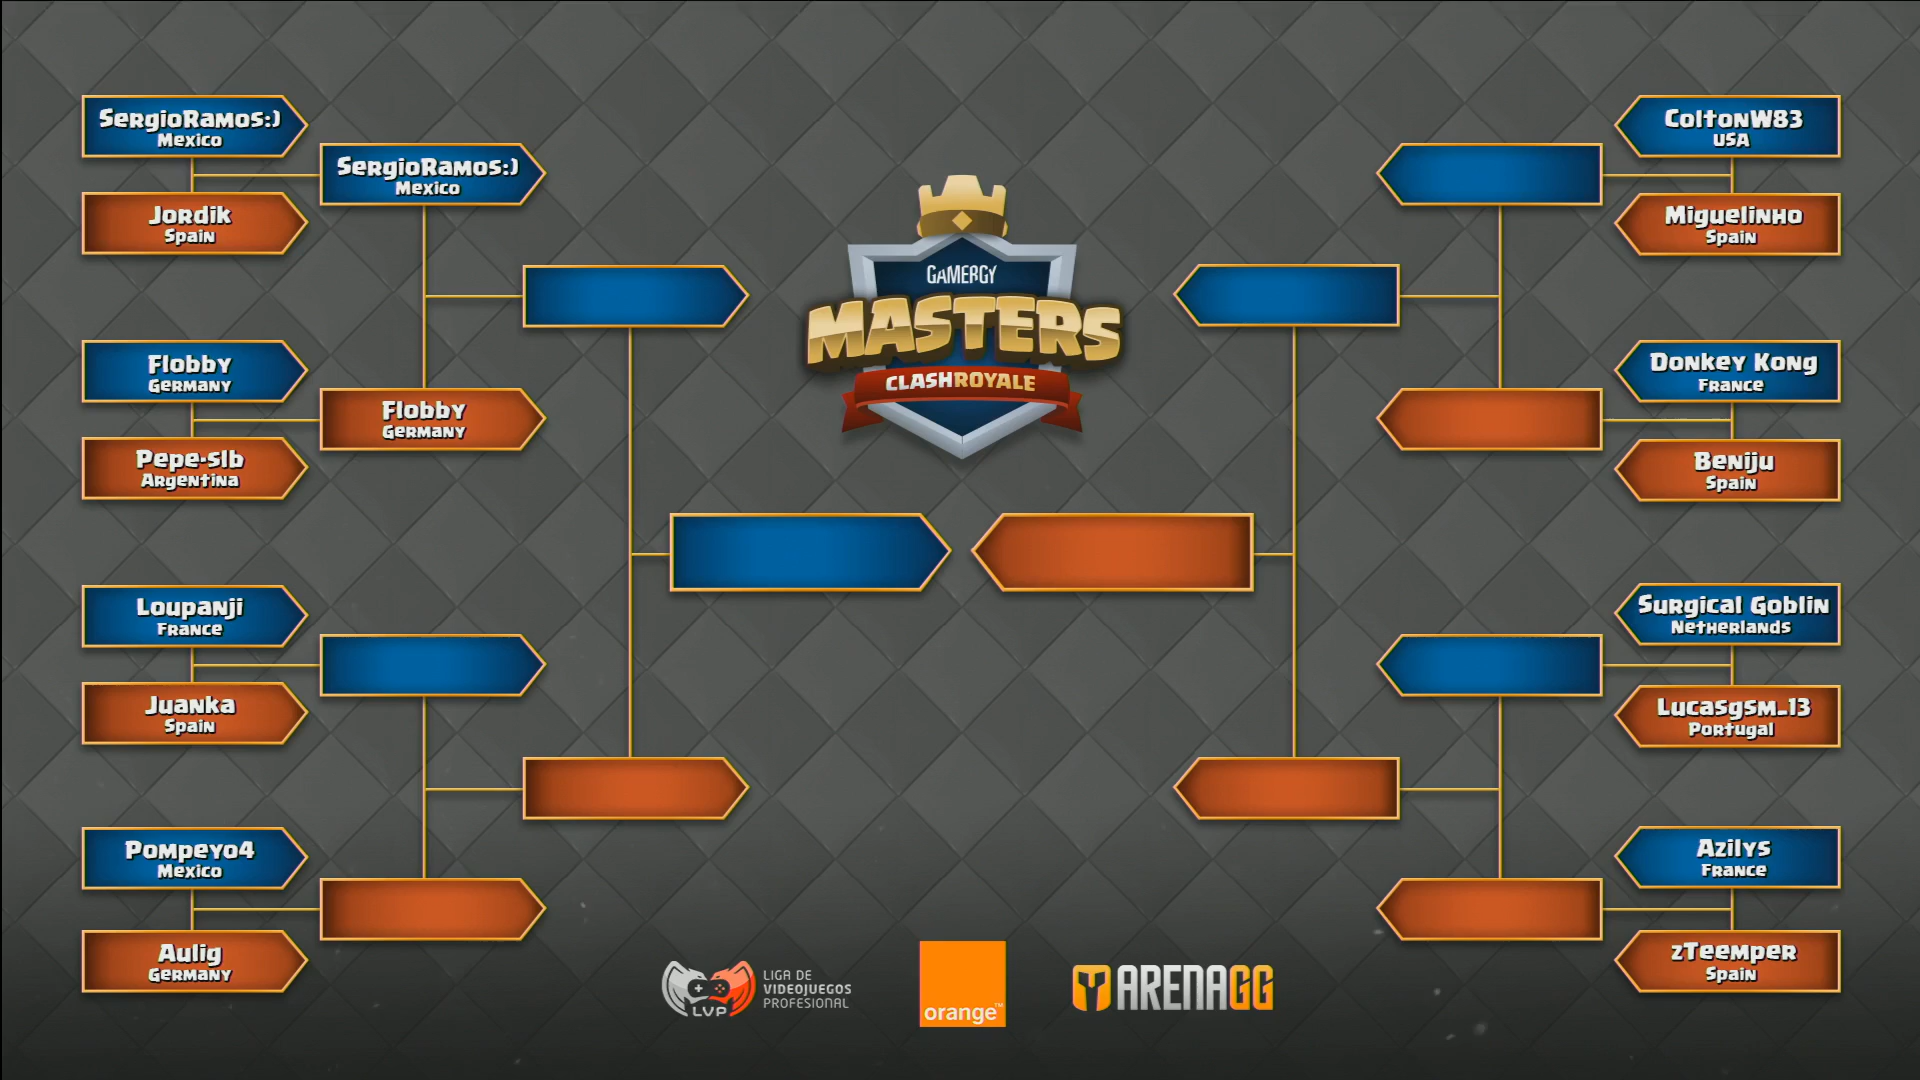 SergioRamos:)
Mexico
Jordik
Spain
SergioRamos:)
Mexico
Flobby
Germany
Pepe·slb
Argentina
Flobby
Germany
Loupanji
France
Juanka
Spain
Pompeyo4
Mexico
Aulig
Germany
GAMERGY
MASTERS
CLASHROYALE
ColtonW83
USA
Miguelinho
Spain
Donkey Kong
France
Beniju
Spain
Surgical Goblin
Netherlands
Lucasgsm_13
Portugal
Azilys
France
zTeemper
Spain
LVP
LIGA DE
VIDEOJUEGOS
PROFESIONAL
orange™
ARENAGG